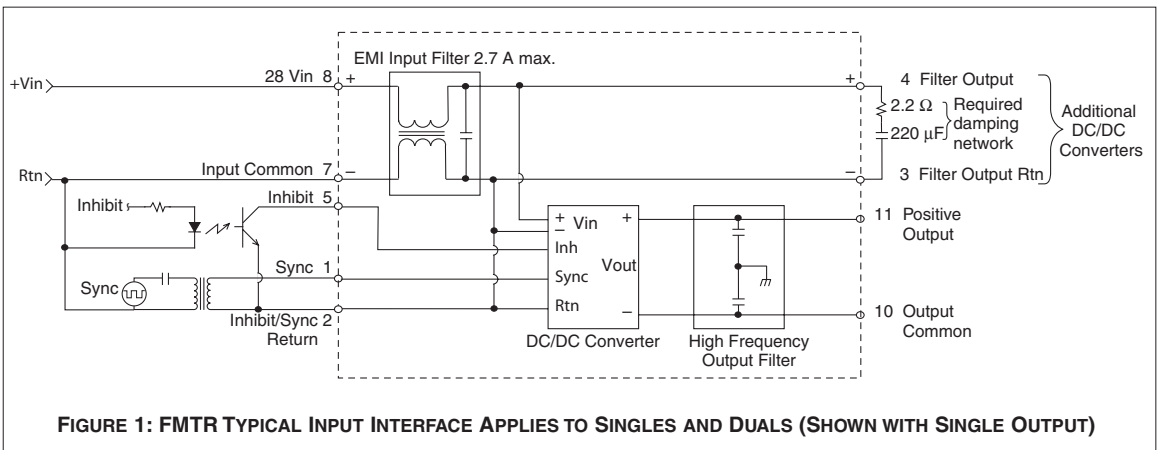 EMI Input Filter 2.7 A max.
+Vin
28 Vin 8
+
+
4 Filter Output
2.2 Ω
220 μF
Required
damping
network
Additional
DC/DC
Converters
Rtn
Input Common 7
–
–
3 Filter Output Rtn
Inhibit
Inhibit 5
+
–
Vin
+
11 Positive
Output
Inh
Vout
Sync
Sync 1
Sync
Rtn
–
Inhibit/Sync 2
Return
10 Output
Common
DC/DC Converter
High Frequency
Output Filter
FIGURE 1: FMTR TYPICAL INPUT INTERFACE APPLIES TO SINGLES AND DUALS (SHOWN WITH SINGLE OUTPUT)